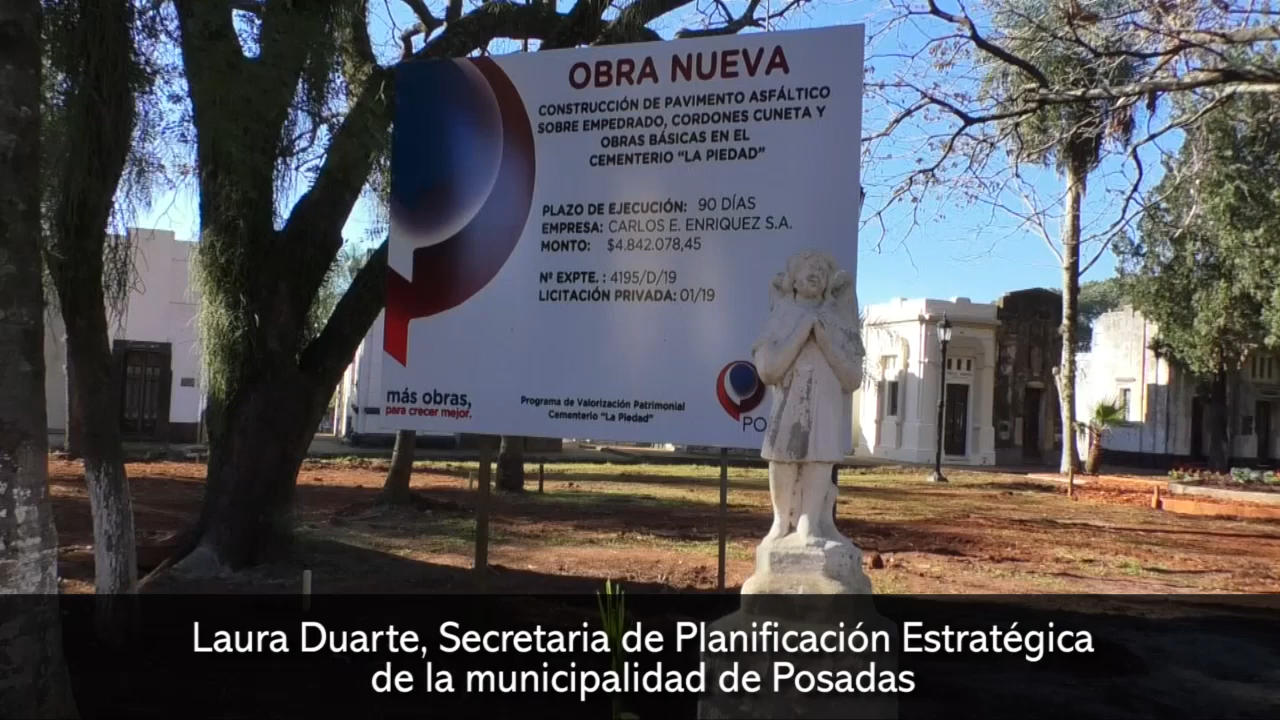 OBRA NUEVA
CONSTRUCCIÓN DE PAVIMENTO ASFÁLTICO
SOBRE EMPEDRADO, CORDONES CUNETA Y
OBRAS BÁSICAS EN EL
CEMENTERIO "LA PIEDAD"
PLAZO DE EJECUCIÓN: 90 DÍAS
EMPRESA: CARLOS E. ENRIQUEZ S.A.
MONTO: $4.842.078,45
Nº EXPTE. : 4195/D/19
LICITACIÓN PRIVADA: 01/19
más obras,
para crecer mejor.
Programa de Valorización Patrimonial
Cementerio "La Piedad"
PO
Laura Duarte, Secretaria de Planificación Estratégica
de la municipalidad de Posadas